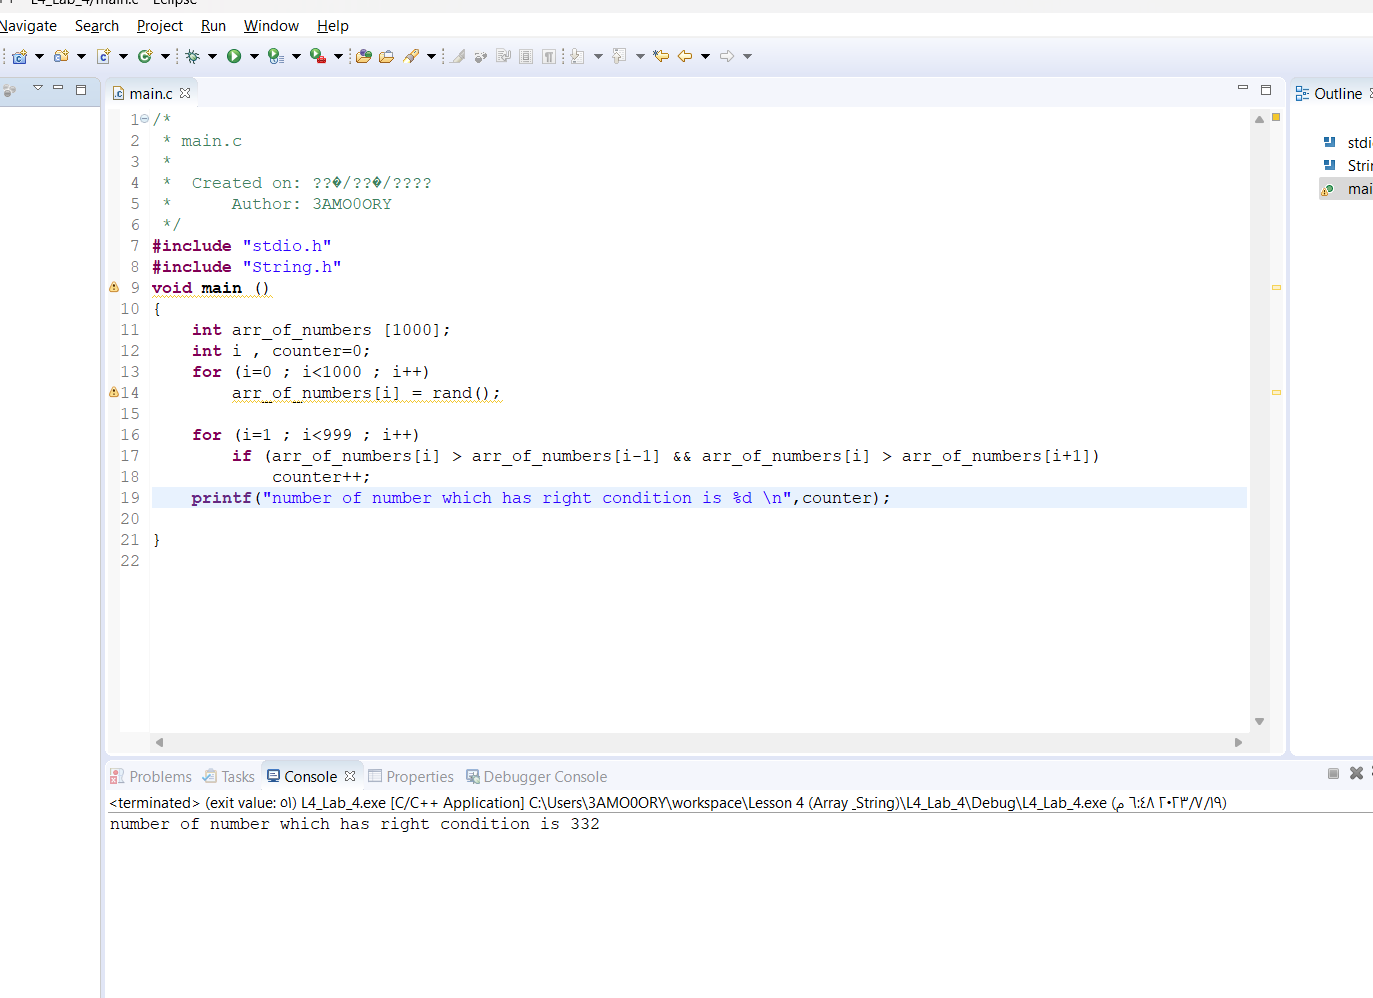 L4_Lab_4/main.c - Eclipse
Navigate Search Project Run Window Help
main.c
Outline
1 /*
2  * main.c
3  *
4  *  Created on: ??�/??�/????
5  *      Author: 3AMO0ORY
6  */
7 #include "stdio.h"
8 #include "String.h"
9 void main ()
10 {
11     int arr_of_numbers [1000];
12     int i , counter=0;
13     for (i=0 ; i<1000 ; i++)
14         arr_of_numbers[i] = rand();
15
16     for (i=1 ; i<999 ; i++)
17         if (arr_of_numbers[i] > arr_of_numbers[i-1] && arr_of_numbers[i] > arr_of_numbers[i+1])
18             counter++;
19     printf("number of number which has right condition is %d \n",counter);
20
21 }
22
stdi
Strin
mai
Problems Tasks Console Properties Debugger Console
<terminated> (exit value: ٥١) L4_Lab_4.exe [C/C++ Application] C:\Users\3AMO0ORY\workspace\Lesson 4 (Array _String)\L4_Lab_4\Debug\L4_Lab_4.exe (٢٠٢٣/٧/١٩ ٦:٤٨ م)
number of number which has right condition is 332